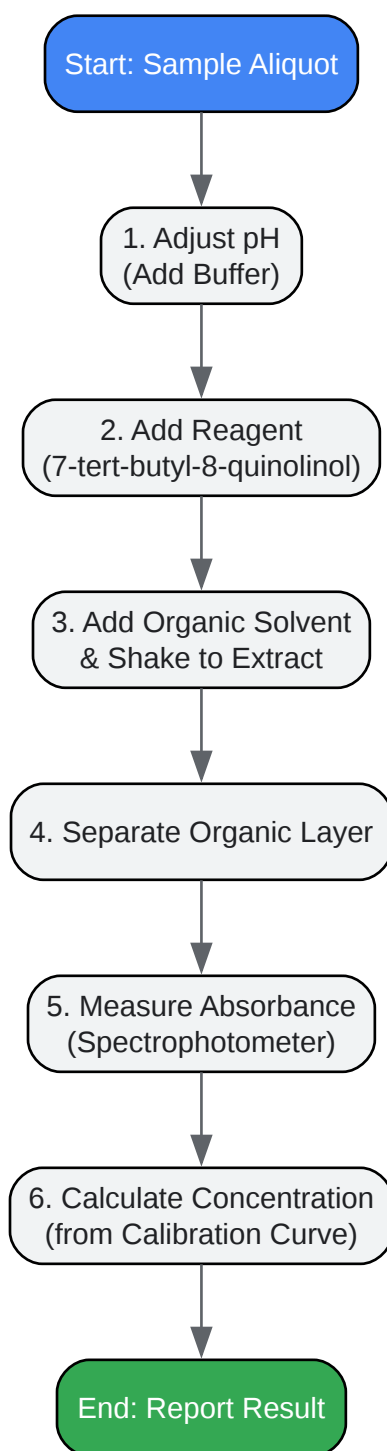 Start: Sample Aliquot
1. Adjust pH
(Add Buffer)
2. Add Reagent
(7-tert-butyl-8-quinolinol)
3. Add Organic Solvent
& Shake to Extract
4. Separate Organic Layer
5. Measure Absorbance
(Spectrophotometer)
6. Calculate Concentration
(from Calibration Curve)
End: Report Result